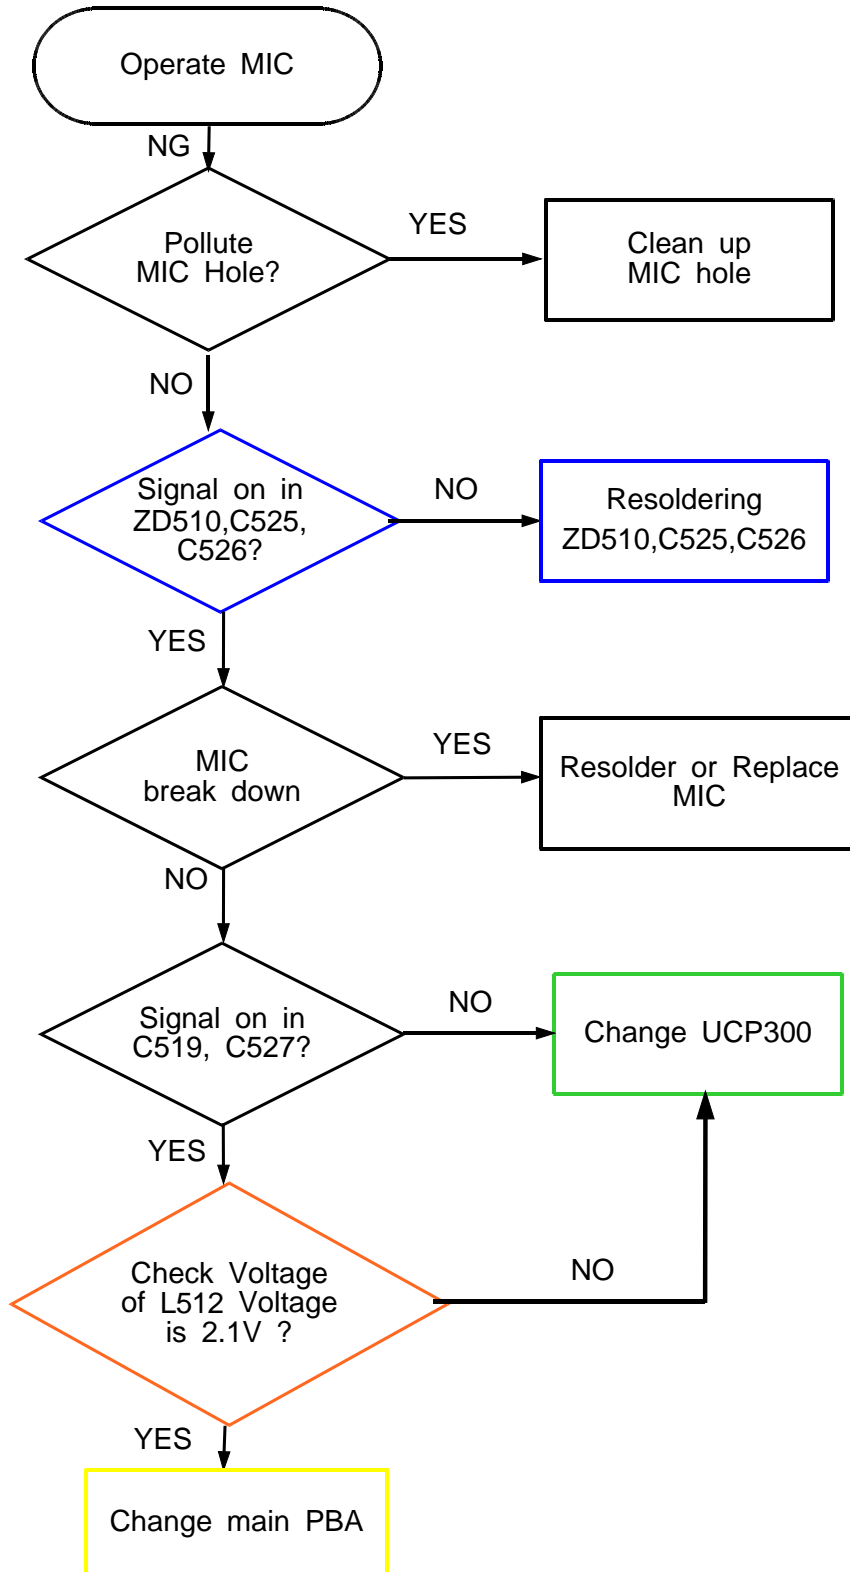 Operate MIC
NG
Pollute
MIC Hole?
YES
Clean up
MIC hole
NO
Signal on in
ZD510,C525,
C526?
NO
Resoldering
ZD510,C525,C526
YES
MIC
break down
YES
Resolder or Replace
MIC
NO
Signal on in
C519, C527?
NO
Change UCP300
YES
Check Voltage
of L512 Voltage
is 2.1V ?
NO
YES
Change main PBA